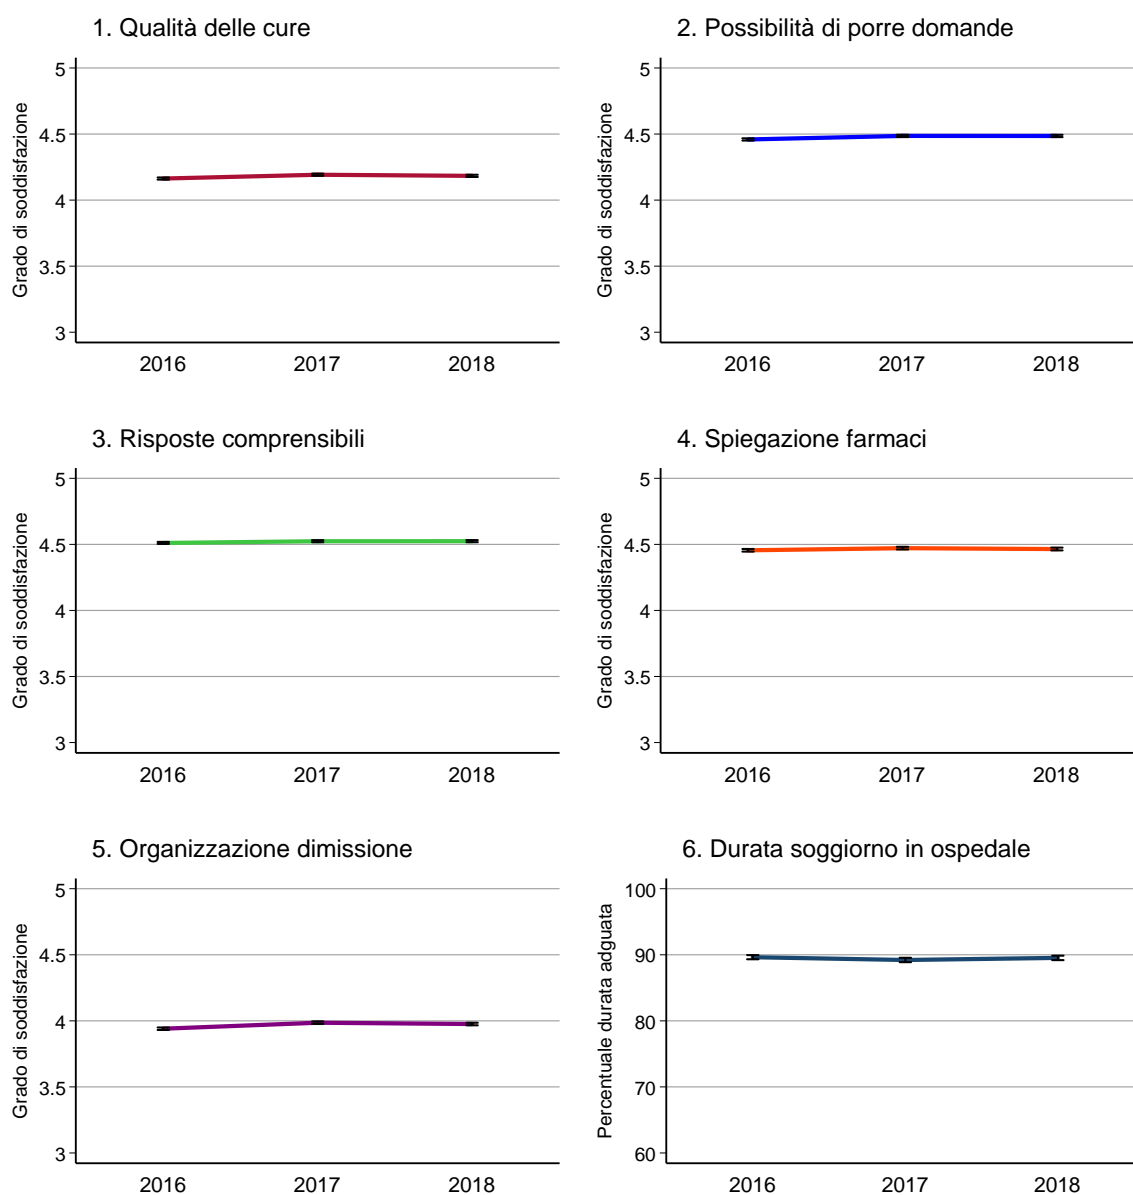 1. Qualità delle cure
Grado di soddisfazione
5
4.5
4
3.5
3
2016 2017 2018
2. Possibilità di porre domande
Grado di soddisfazione
5
4.5
4
3.5
3
2016 2017 2018
3. Risposte comprensibili
Grado di soddisfazione
5
4.5
4
3.5
3
2016 2017 2018
4. Spiegazione farmaci
Grado di soddisfazione
5
4.5
4
3.5
3
2016 2017 2018
5. Organizzazione dimissione
Grado di soddisfazione
5
4.5
4
3.5
3
2016 2017 2018
6. Durata soggiorno in ospedale
Percentuale durata adguata
100
90
80
70
60
2016 2017 2018